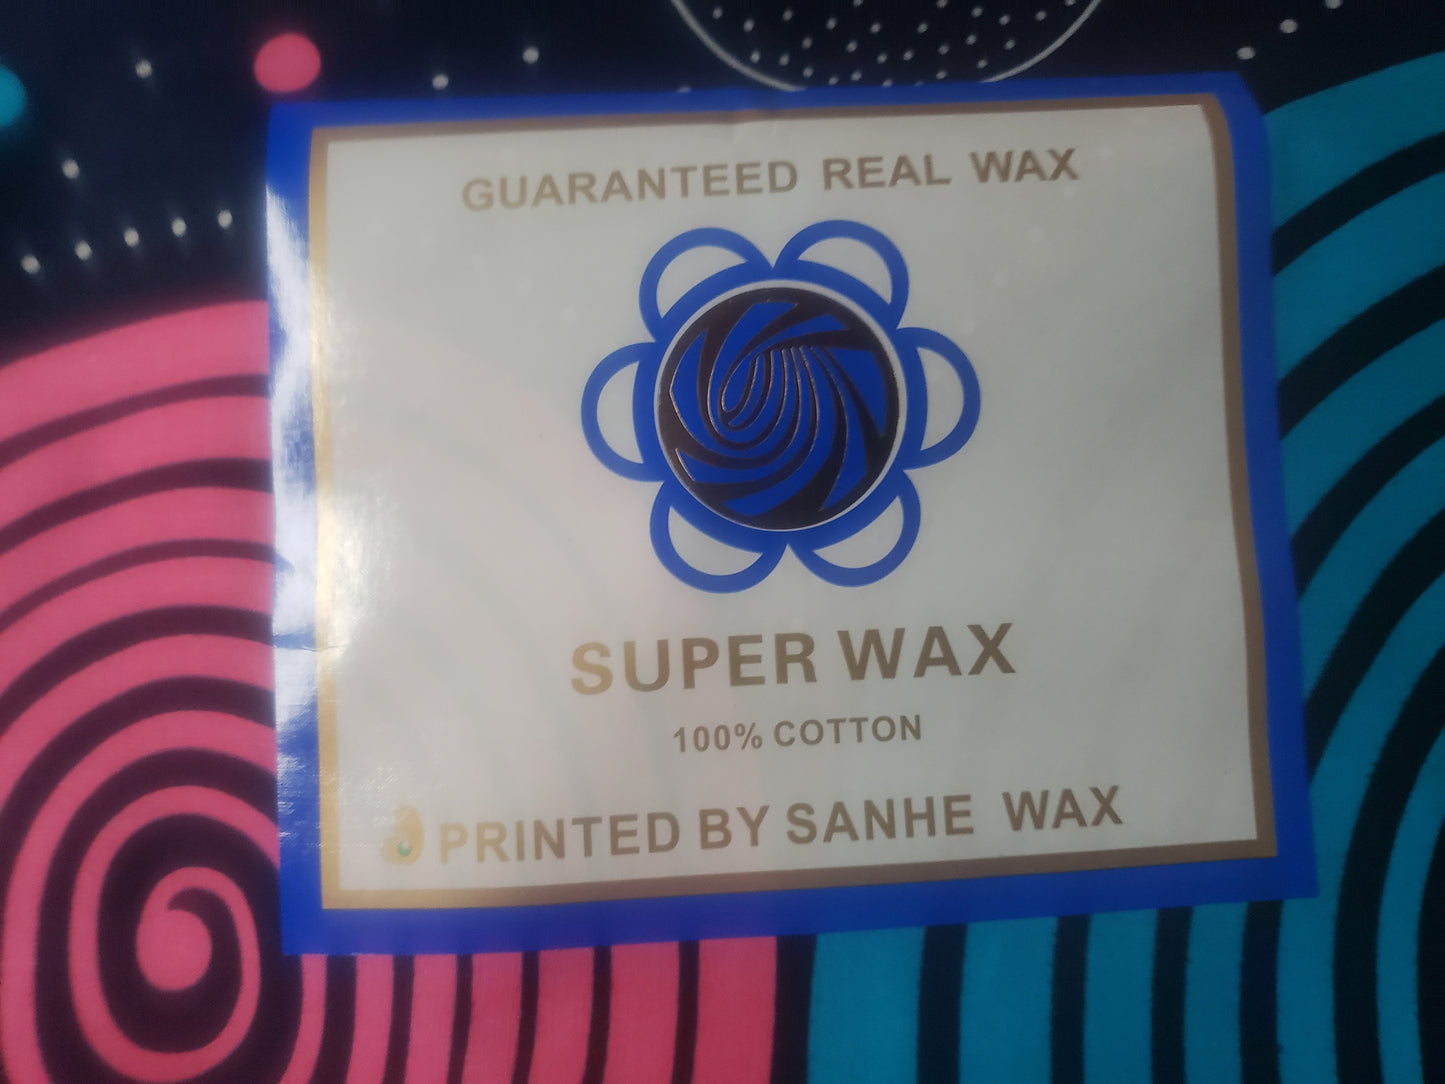 GUARANTEED REAL WAX
SUPER WAX
100% COTTON
PRINTED BY SANHE WAX